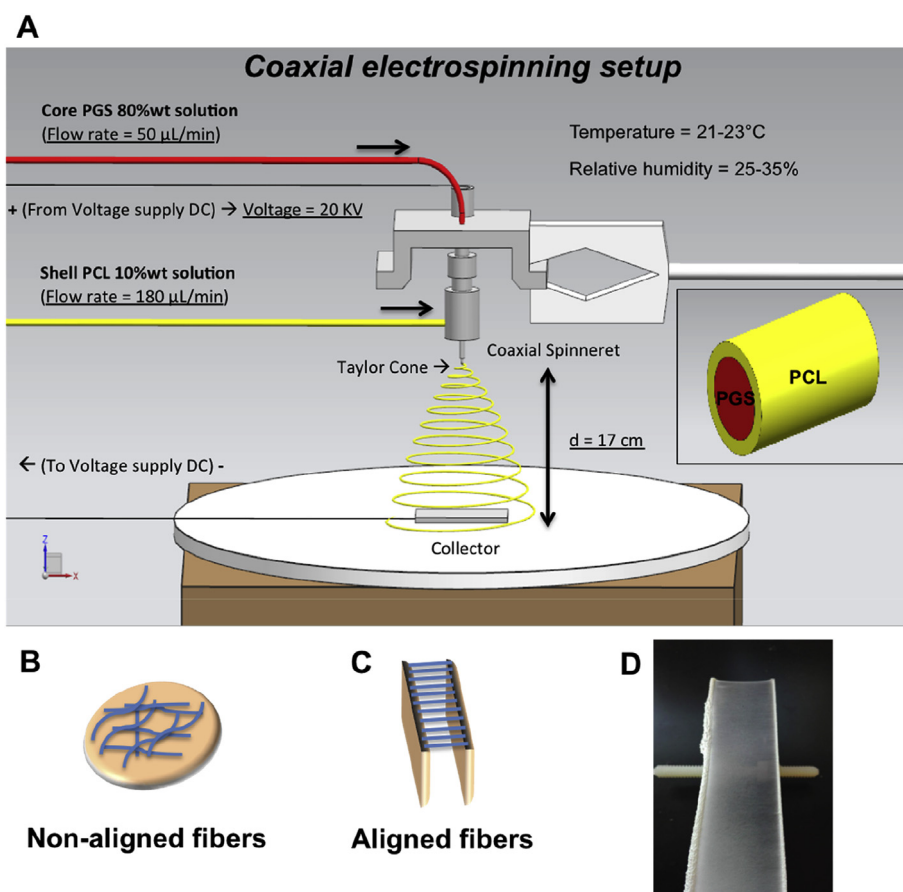 A
Coaxial electrospinning setup
Core PGS 80%wt solution
(Flow rate = 50 µL/min)
Temperature = 21-23°C
Relative humidity = 25-35%
+ (From Voltage supply DC) → Voltage = 20 KV
Shell PCL 10%wt solution
(Flow rate = 180 µL/min)
Coaxial Spinneret
Taylor Cone →
PCL
PGS
d = 17 cm
← (To Voltage supply DC) -
Collector
Z
X
B
C
D
Non-aligned fibers
Aligned fibers